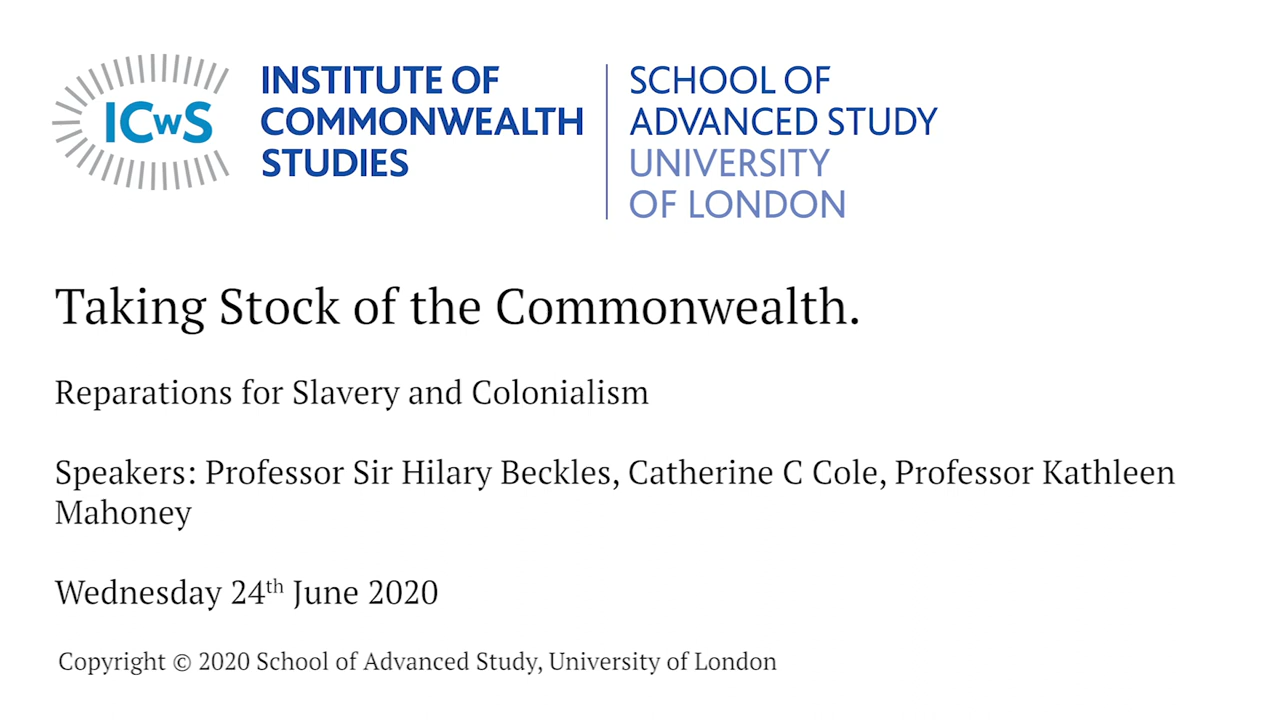 ICwS
INSTITUTE OF
COMMONWEALTH
STUDIES
SCHOOL OF
ADVANCED STUDY
UNIVERSITY
OF LONDON
Taking Stock of the Commonwealth.
Reparations for Slavery and Colonialism
Speakers: Professor Sir Hilary Beckles, Catherine C Cole, Professor Kathleen
Mahoney
Wednesday 24th June 2020
Copyright © 2020 School of Advanced Study, University of London